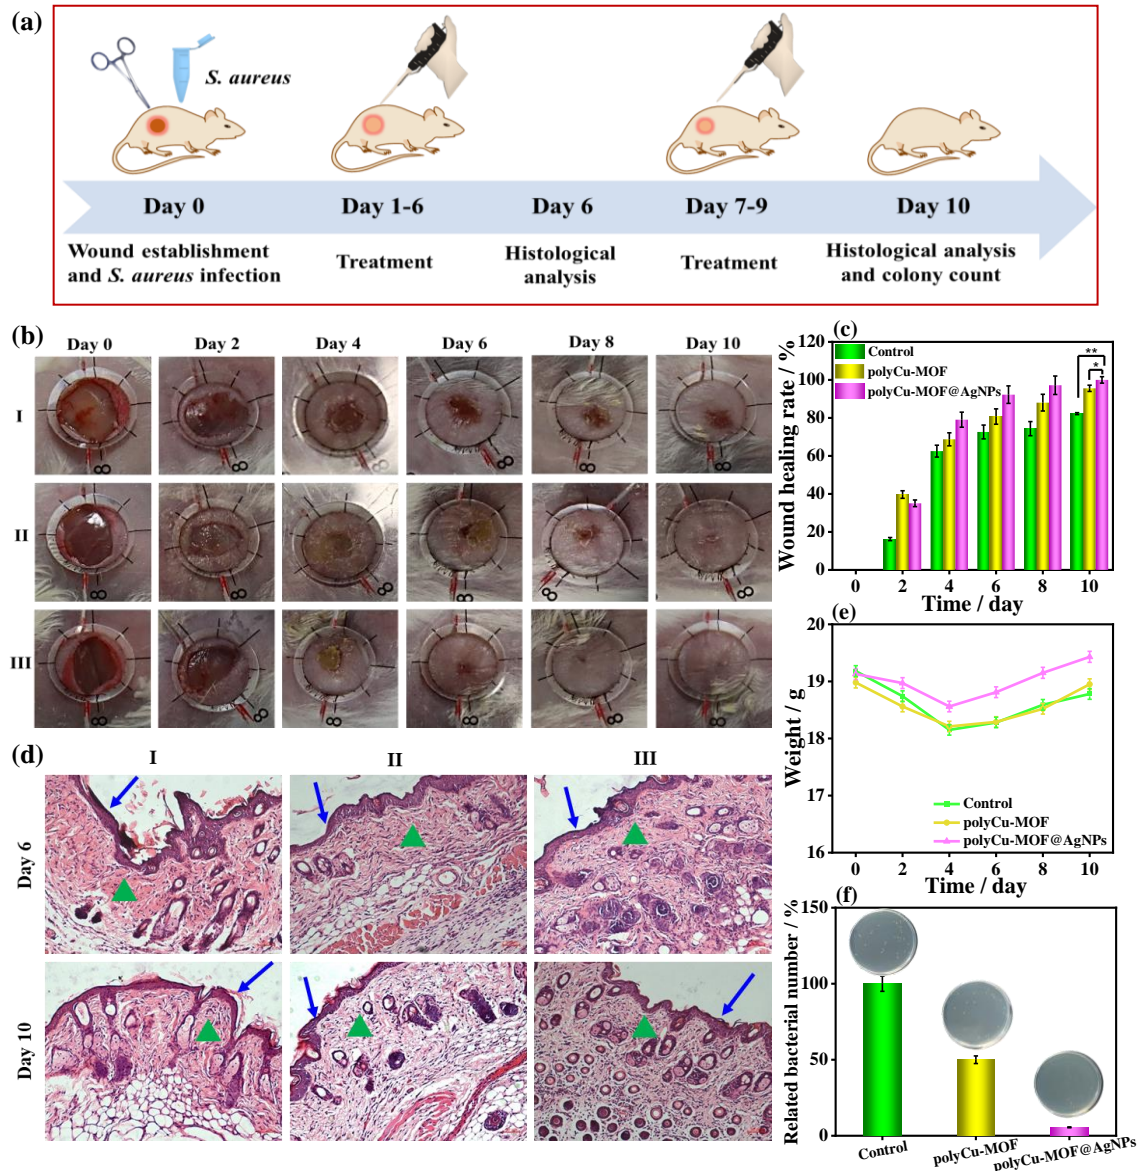 (a)
S. aureus
Day 0
Day 1-6
Day 6
Day 7-9
Day 10
Wound establishment
and S. aureus infection
Treatment
Histological
analysis
Treatment
Histological analysis
and colony count
(b)
Day 0
Day 2
Day 4
Day 6
Day 8
Day 10
I
II
III
(c)
Wound healing rate / %
120
100
80
60
40
20
0
Control
polyCu-MOF
polyCu-MOF@AgNPs
**
*
0
2
4
6
8
10
Time / day
(d)
I
II
III
Day 6
Day 10
(e)
Weight / g
20
19
18
17
16
Control
polyCu-MOF
polyCu-MOF@AgNPs
0
2
4
6
8
10
Time / day
(f)
Related bacterial number / %
150
100
50
0
Control
polyCu-MOF
polyCu-MOF@AgNPs